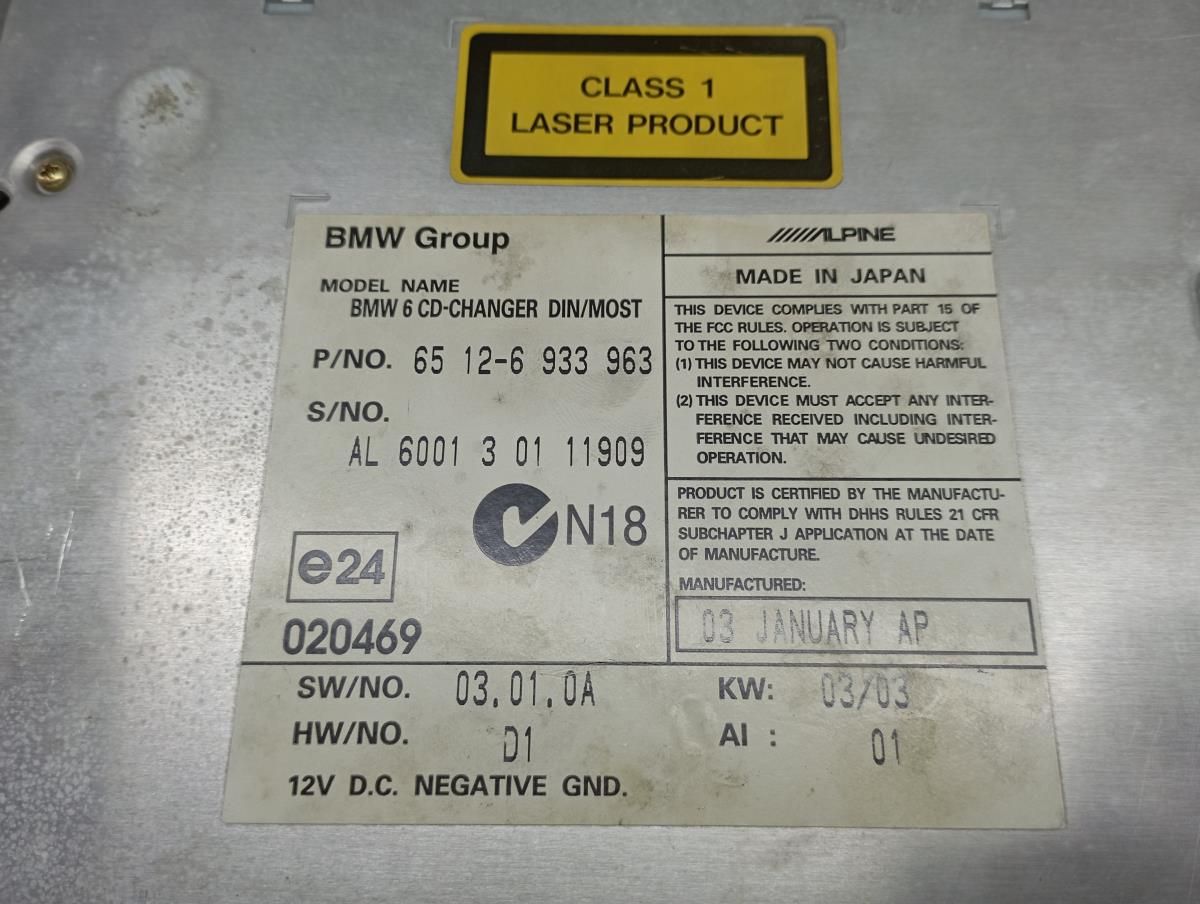 CLASS 1
LASER PRODUCT
BMW Group
MODEL NAME
BMW 6 CD-CHANGER DIN/MOST
P/NO. 65 12-6 933 963
S/NO.
AL 6001 3 01 11909
N18
e24
020469
ALPINE
MADE IN JAPAN
THIS DEVICE COMPLIES WITH PART 15 OF
THE FCC RULES. OPERATION IS SUBJECT
TO THE FOLLOWING TWO CONDITIONS:
(1) THIS DEVICE MAY NOT CAUSE HARMFUL
INTERFERENCE.
(2) THIS DEVICE MUST ACCEPT ANY INTER-
FERENCE RECEIVED INCLUDING INTER-
FERENCE THAT MAY CAUSE UNDESIRED
OPERATION.
PRODUCT IS CERTIFIED BY THE MANUFACTU-
RER TO COMPLY WITH DHHS RULES 21 CFR
SUBCHAPTER J APPLICATION AT THE DATE
OF MANUFACTURE.
MANUFACTURED:
03 JANUARY AP
SW/NO. 03.01.0A KW: 03/03
HW/NO. D1 AI : 01
12V D.C. NEGATIVE GND.